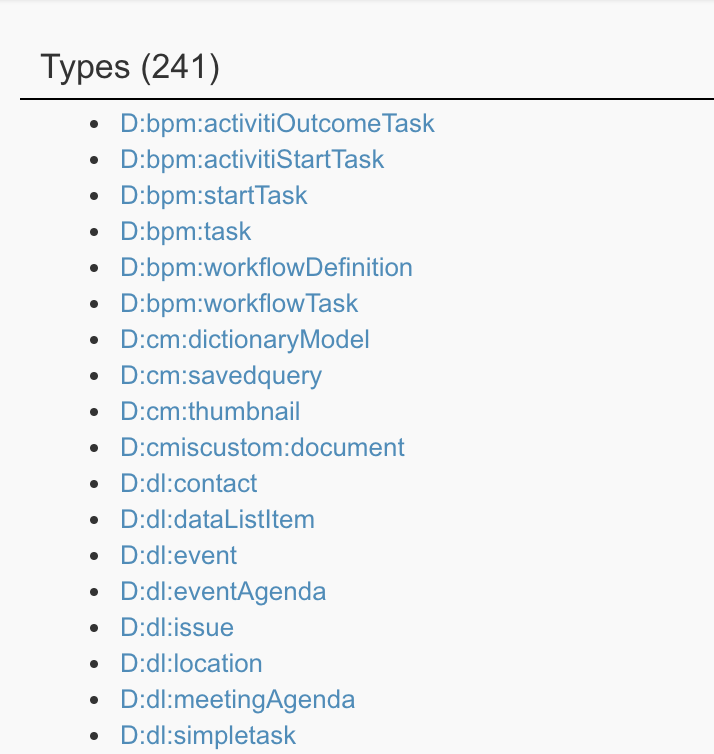 Types (241)
D:bpm:activitiOutcomeTask
D:bpm:activitiStartTask
D:bpm:startTask
D:bpm:task
D:bpm:workflowDefinition
D:bpm:workflowTask
D:cm:dictionaryModel
D:cm:savedquery
D:cm:thumbnail
D:cmiscustom:document
D:dl:contact
D:dl:dataListItem
D:dl:event
D:dl:eventAgenda
D:dl:issue
D:dl:location
D:dl:meetingAgenda
D:dl:simpletask